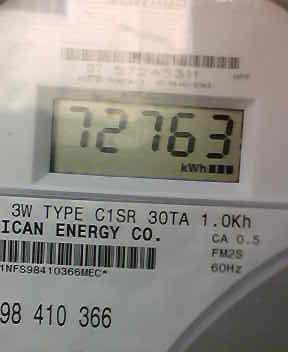 72763
kWh
3W TYPE C1SR 30TA 1.0Kh
ICAN ENERGY CO.
CA 0.5
FM2S
60Hz
1NFS98410366MEC*
98 410 366